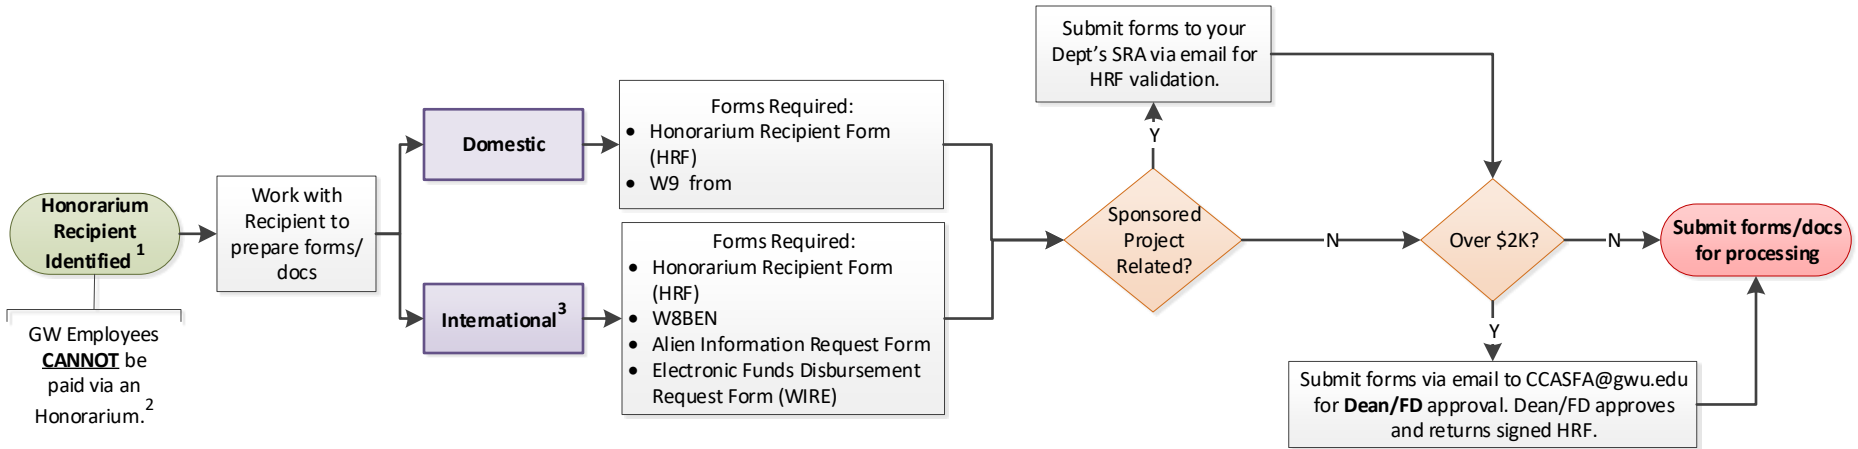 Honorarium
Recipient
Identified 1
GW Employees
CANNOT be
paid via an
Honorarium.2
Work with
Recipient to
prepare forms/
docs
Domestic
International3
Forms Required:
• Honorarium Recipient Form
(HRF)
• W9 from
Forms Required:
• Honorarium Recipient Form
(HRF)
• W8BEN
• Alien Information Request Form
• Electronic Funds Disbursement
Request Form (WIRE)
Sponsored
Project
Related?
Y
Submit forms to your
Dept's SRA via email for
HRF validation.
N
Over $2K?
Y
Submit forms via email to CCASFA@gwu.edu
for Dean/FD approval. Dean/FD approves
and returns signed HRF.
N
Submit forms/docs
for processing